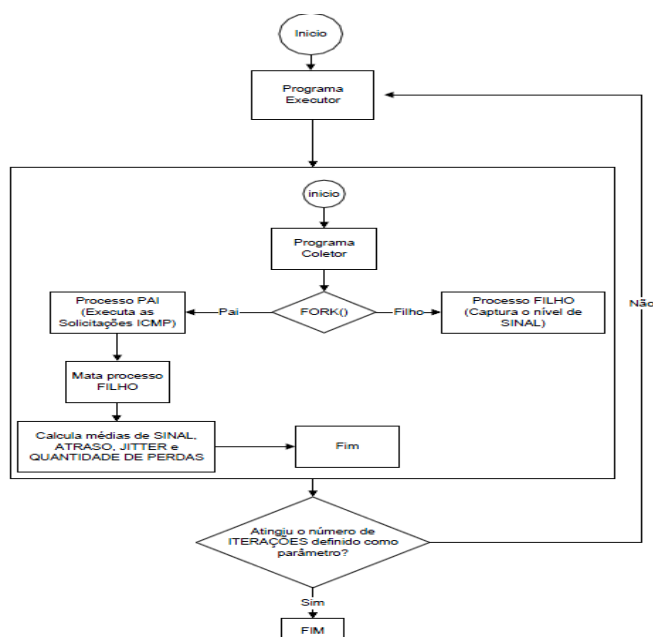 Inicio
Programa
Executor
inicio
Programa
Coletor
Processo PAI
(Executa as
Solicitações ICMP)
Pai
FORK()
Filho
Processo FILHO
(Captura o nível de
SINAL)
Não
Mata processo
FILHO
Calcula médias de SINAL,
ATRASO, JITTER e
QUANTIDADE DE PERDAS
Fim
Atingiu o número de
ITERAÇÕES definido como
parâmetro?
Sim
FIM